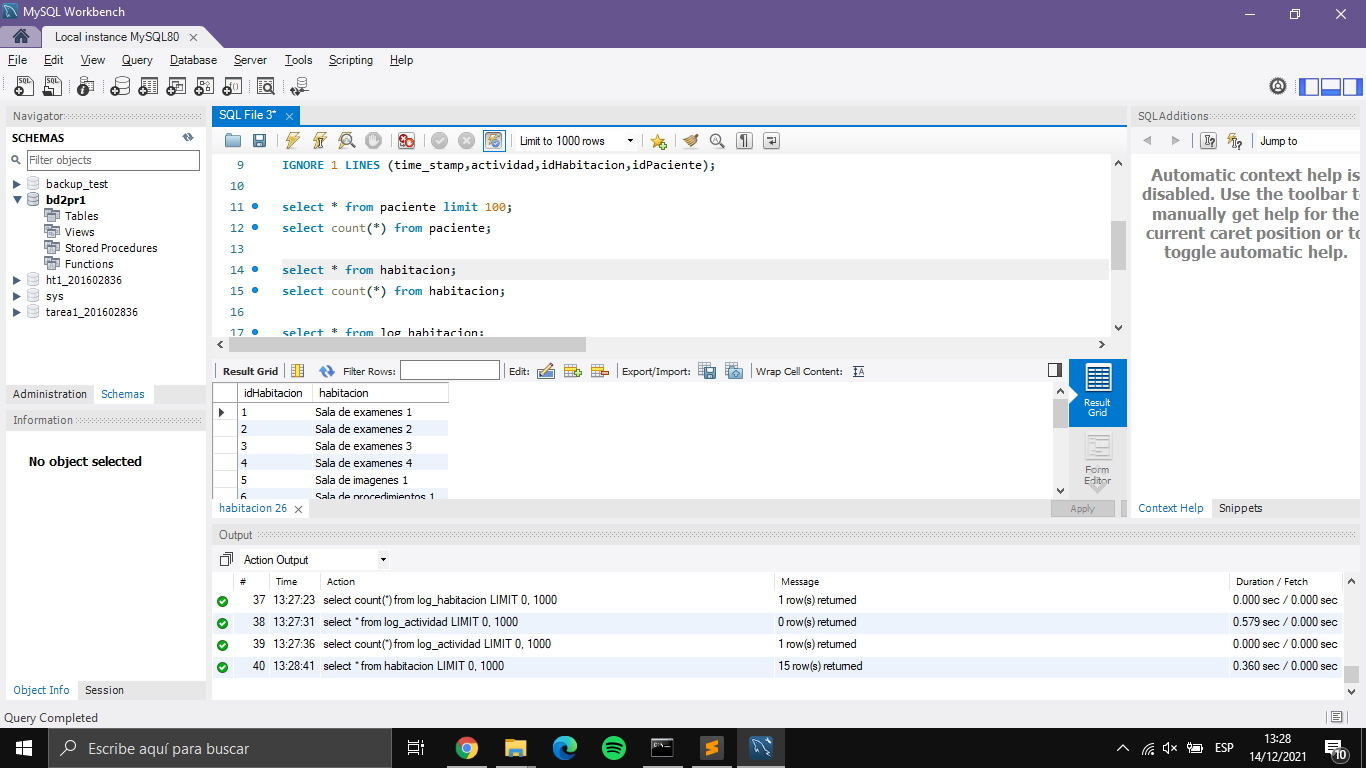 MySQL Workbench
Local instance MySQL80
File Edit View Query Database Server Tools Scripting Help
Navigator
SCHEMAS
Filter objects
backup_test
bd2pr1
Tables
Views
Stored Procedures
Functions
ht1_201602836
sys
tarea1_201602836
Administration Schemas
Information
No object selected
Object Info Session
SQL File 3*
Limit to 1000 rows
9 IGNORE 1 LINES (time_stamp,actividad,idHabitacion,idPaciente);
10
11 select * from paciente limit 100;
12 select count(*) from paciente;
13
14 select * from habitacion;
15 select count(*) from habitacion;
16
17 select * from log_habitacion;
Result Grid Filter Rows: Edit: Export/Import: Wrap Cell Content:
idHabitacion habitacion
1 Sala de examenes 1
2 Sala de examenes 2
3 Sala de examenes 3
4 Sala de examenes 4
5 Sala de imagenes 1
6 Sala de procedimientos 1
Result
Grid
Form
Editor
habitacion 26
Apply
SQLAdditions
Jump to
Automatic context help is
disabled. Use the toolbar to
manually get help for the
current caret position or to
toggle automatic help.
Context Help Snippets
Output
Action Output
# Time Action Message Duration / Fetch
37 13:27:23 select count(*) from log_habitacion LIMIT 0, 1000 1 row(s) returned 0.000 sec / 0.000 sec
38 13:27:31 select * from log_actividad LIMIT 0, 1000 0 row(s) returned 0.579 sec / 0.000 sec
39 13:27:36 select count(*) from log_actividad LIMIT 0, 1000 1 row(s) returned 0.000 sec / 0.000 sec
40 13:28:41 select * from habitacion LIMIT 0, 1000 15 row(s) returned 0.360 sec / 0.000 sec
Query Completed
Escribe aquí para buscar
ESP
13:28
14/12/2021
10